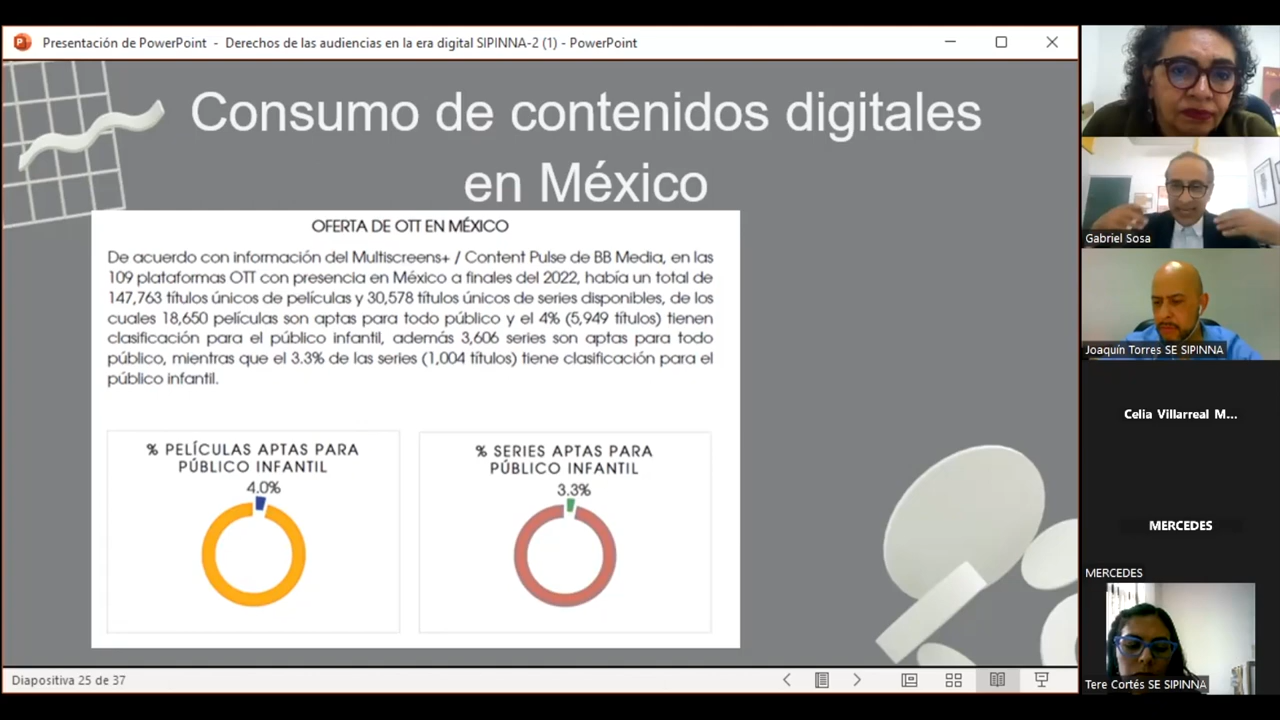 Presentación de PowerPoint - Derechos de las audiencias en la era digital SIPINNA-2 (1) - PowerPoint
Consumo de contenidos digitales
en México
OFERTA DE OTT EN MÉXICO
De acuerdo con información del Multiscreens+ / Content Pulse de BB Media, en las
109 plataformas OTT con presencia en México a finales del 2022, había un total de
147,763 títulos únicos de películas y 30,578 títulos únicos de series disponibles, de los
cuales 18,650 películas son aptas para todo público y el 4% (5,949 títulos) tienen
clasificación para el público infantil, además 3,606 series son aptas para todo
público, mientras que el 3.3% de las series (1,004 títulos) tiene clasificación para el
público infantil.
% PELÍCULAS APTAS PARA
PÚBLICO INFANTIL
4.0%
% SERIES APTAS PARA
PÚBLICO INFANTIL
3.3%
Diapositiva 25 de 37
Gabriel Sosa
Joaquín Torres SE SIPINNA
Celia Villarreal M...
MERCEDES
MERCEDES
Tere Cortés SE SIPINNA